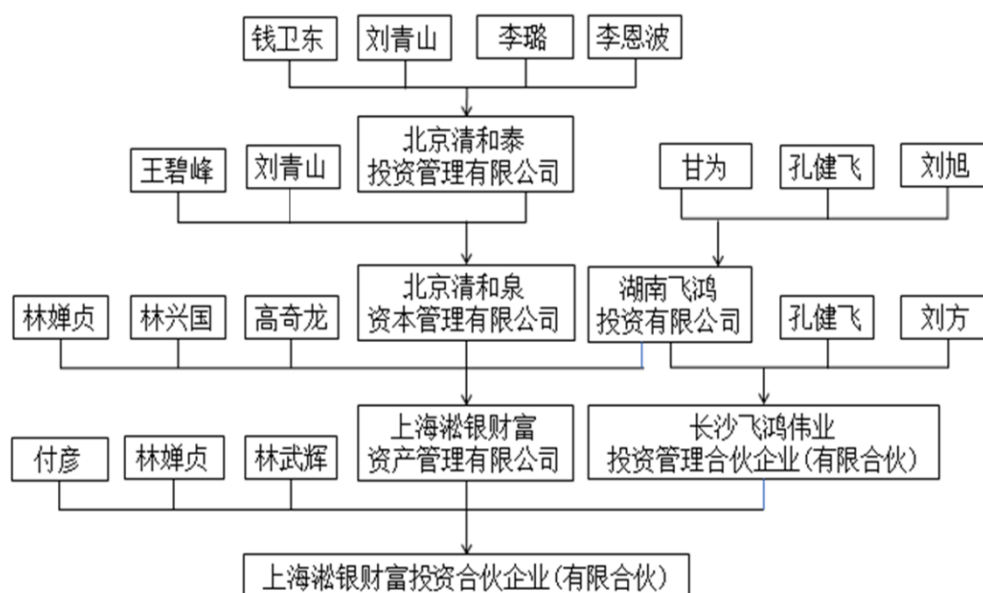 钱卫东
刘青山
李璐
李恩波
北京清和泰
投资管理有限公司
王碧峰
刘青山
甘为
孔健飞
刘旭
北京清和泉
资本管理有限公司
湖南飞鸿
投资有限公司
林婵贞
林兴国
高奇龙
孔健飞
刘方
上海淞银财富
资产管理有限公司
长沙飞鸿伟业
投资管理合伙企业(有限合伙)
付彦
林婵贞
林武辉
上海淞银财富投资合伙企业(有限合伙)